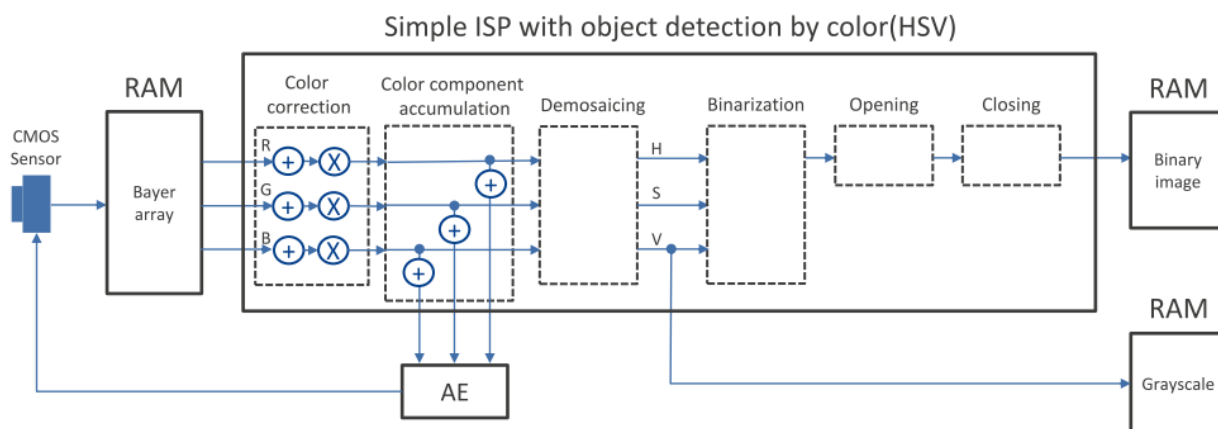 Simple ISP with object detection by color(HSV)
RAM
CMOS
Sensor
Bayer
array
Color
correction
R
+
X
G
+
X
B
+
X
Color component
accumulation
+
+
+
Demosaicing
H
S
V
Binarization
Opening
Closing
RAM
Binary
image
AE
RAM
Grayscale